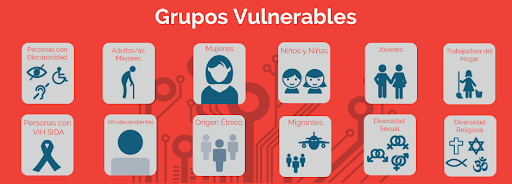 Grupos Vulnerables
Personas con
Discapacidad
Adultos/as
Mayores
Mujeres
Niños y Niñas
Jóvenes
Trabajadora del
Hogar
Personas con
VIH SIDA
Afrodescendientes
Origen Étnico
Migrantes
Diversidad
Sexual
Diversidad
Religiosa